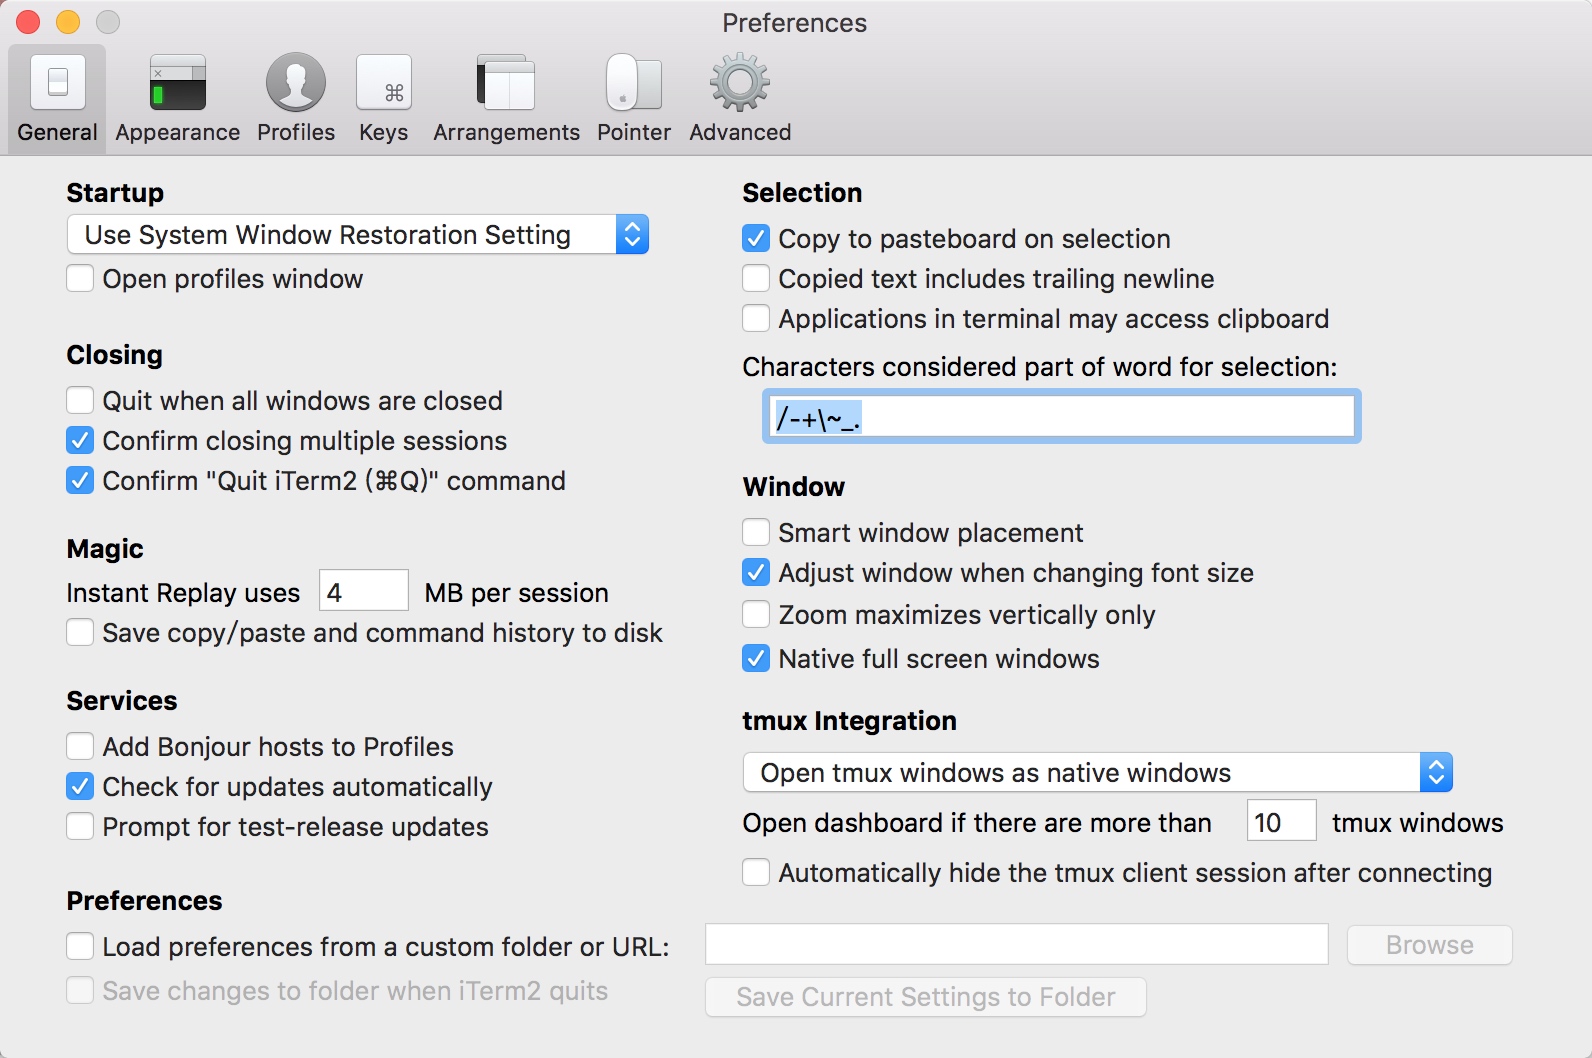 Preferences
General Appearance Profiles Keys Arrangements Pointer Advanced
Startup
Use System Window Restoration Setting
Open profiles window
Closing
Quit when all windows are closed
Confirm closing multiple sessions
Confirm "Quit iTerm2 (⌘Q)" command
Magic
Instant Replay uses 4 MB per session
Save copy/paste and command history to disk
Services
Add Bonjour hosts to Profiles
Check for updates automatically
Prompt for test-release updates
Selection
Copy to pasteboard on selection
Copied text includes trailing newline
Applications in terminal may access clipboard
Characters considered part of word for selection:
/-+\~_.
Window
Smart window placement
Adjust window when changing font size
Zoom maximizes vertically only
Native full screen windows
tmux Integration
Open tmux windows as native windows
Open dashboard if there are more than 10 tmux windows
Automatically hide the tmux client session after connecting
Preferences
Load preferences from a custom folder or URL: Browse
Save changes to folder when iTerm2 quits Save Current Settings to Folder